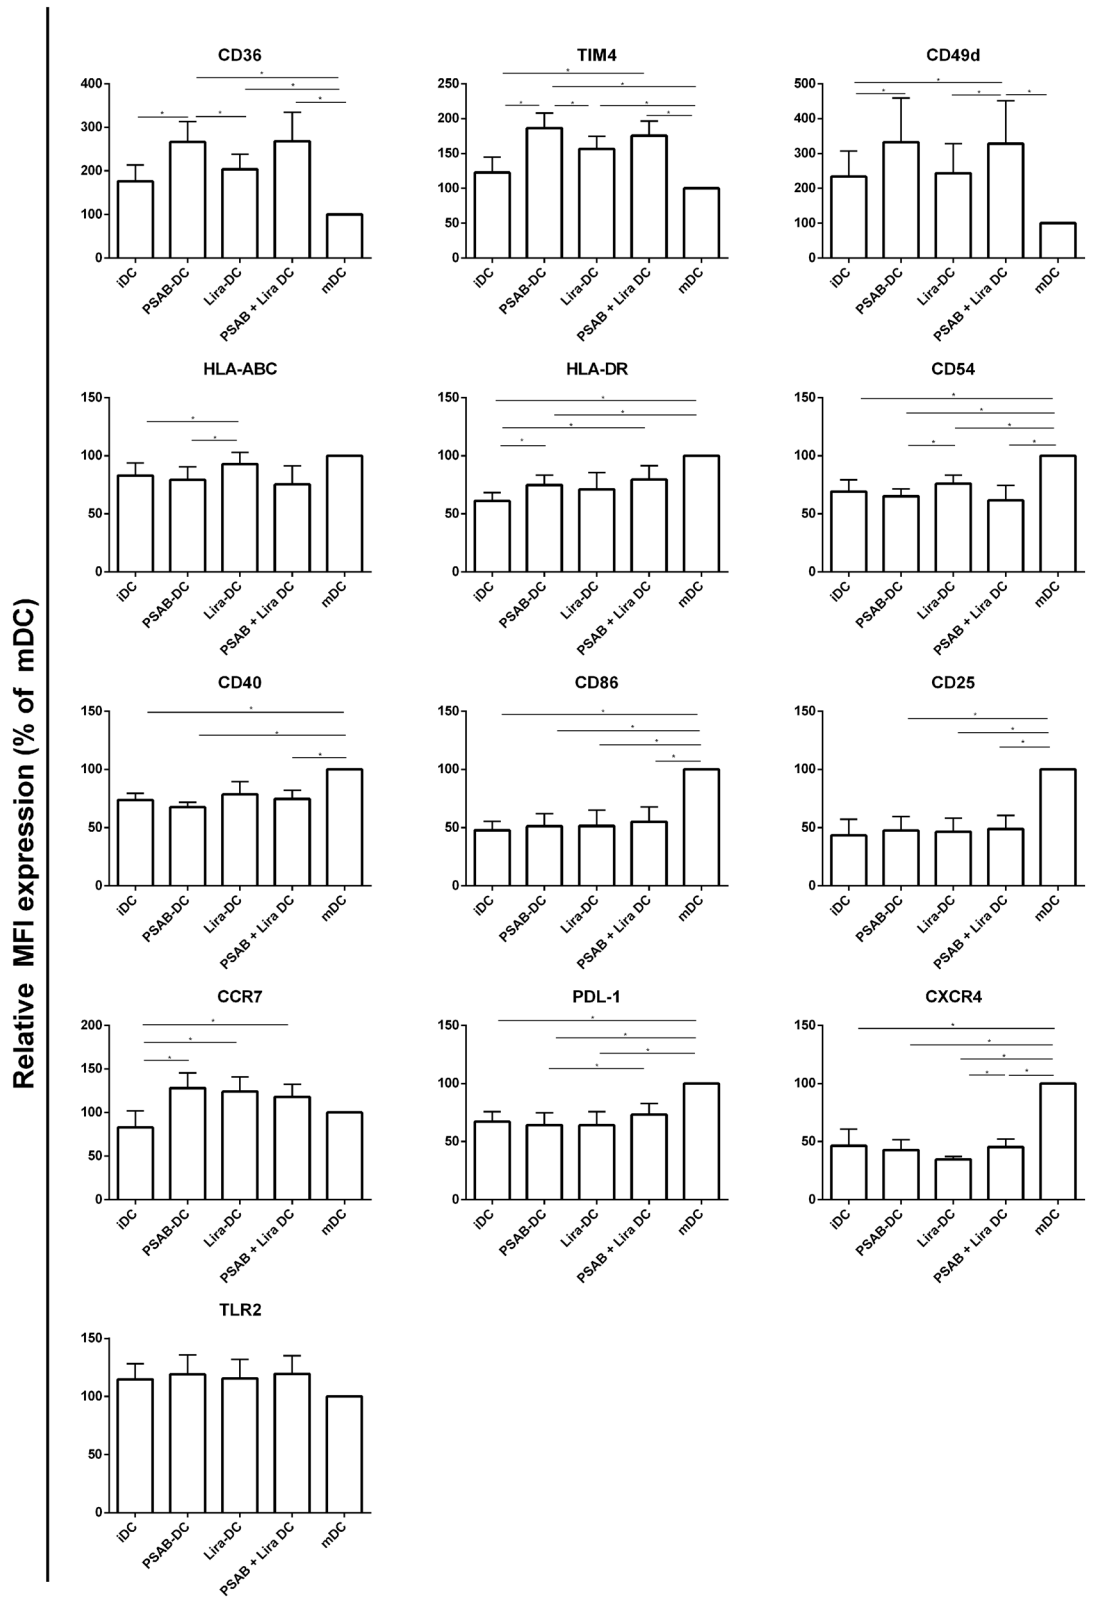 Relative MFI expression (% of mDC)
CD36
400
300
200
100
0
* * * * *
iDC
PSAB-DC
Lira-DC
PSAB + Lira DC
mDC
TIM4
250
200
150
100
50
0
* * * * * *
iDC
PSAB-DC
Lira-DC
PSAB + Lira DC
mDC
CD49d
500
400
300
200
100
0
* * * *
iDC
PSAB-DC
Lira-DC
PSAB + Lira DC
mDC
HLA-ABC
150
100
50
0
* *
iDC
PSAB-DC
Lira-DC
PSAB + Lira DC
mDC
HLA-DR
150
100
50
0
* * * *
iDC
PSAB-DC
Lira-DC
PSAB + Lira DC
mDC
CD54
150
100
50
0
* * * * *
iDC
PSAB-DC
Lira-DC
PSAB + Lira DC
mDC
CD40
150
100
50
0
* * *
iDC
PSAB-DC
Lira-DC
PSAB + Lira DC
mDC
CD86
150
100
50
0
* * * *
iDC
PSAB-DC
Lira-DC
PSAB + Lira DC
mDC
CD25
150
100
50
0
* * *
iDC
PSAB-DC
Lira-DC
PSAB + Lira DC
mDC
CCR7
200
150
100
50
0
* * *
iDC
PSAB-DC
Lira-DC
PSAB + Lira DC
mDC
PDL-1
150
100
50
0
* * * *
iDC
PSAB-DC
Lira-DC
PSAB + Lira DC
mDC
CXCR4
150
100
50
0
* * * * *
iDC
PSAB-DC
Lira-DC
PSAB + Lira DC
mDC
TLR2
150
100
50
0
iDC
PSAB-DC
Lira-DC
PSAB + Lira DC
mDC